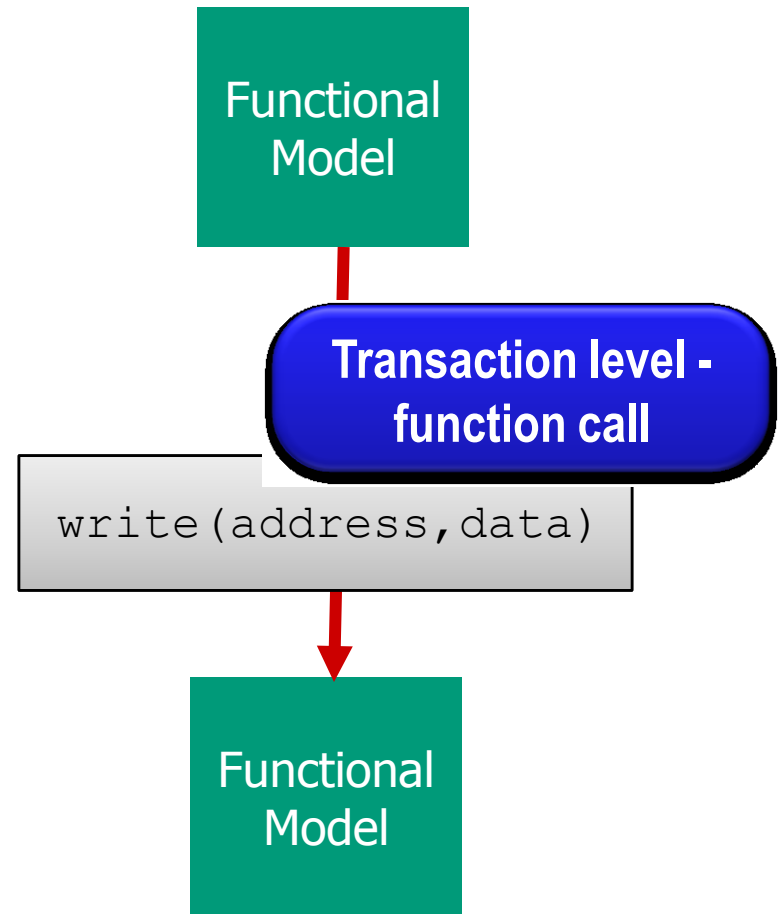 Functional
Model
Transaction level -
function call
write(address,data)
Functional
Model